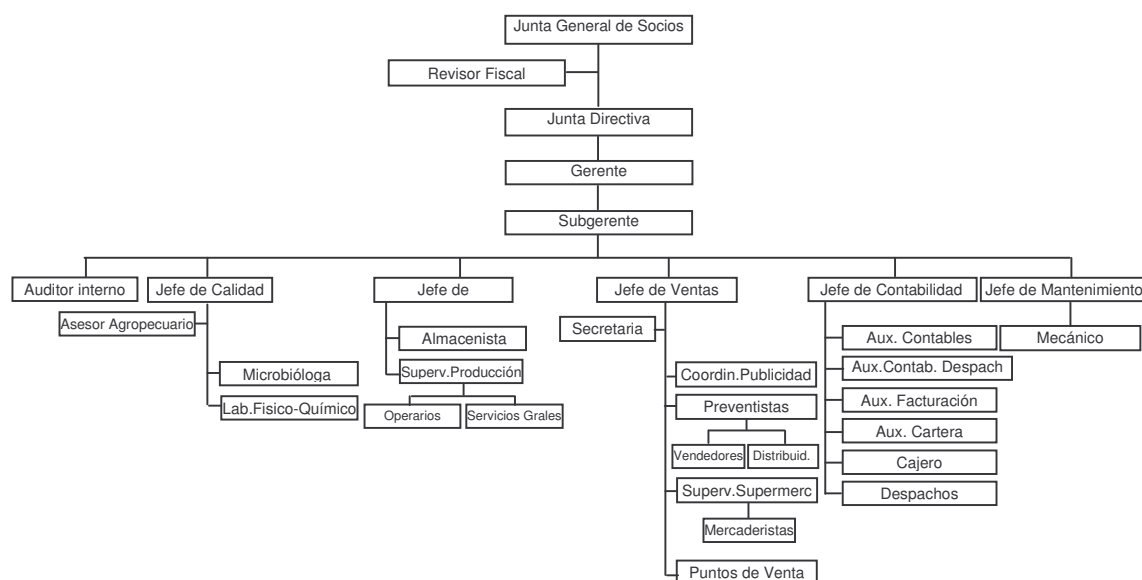 Junta General de Socios
Revisor Fiscal
Junta Directiva
Gerente
Subgerente
Auditor interno
Jefe de Calidad
Jefe de
Jefe de Ventas
Jefe de Contabilidad
Jefe de Mantenimiento
Asesor Agropecuario
Secretaria
Almacenista
Aux. Contables
Mecánico
Microbióloga
Superv.Producción
Coordin.Publicidad
Aux.Contab. Despach
Lab.Fisico-Químico
Operarios
Servicios Grales
Preventistas
Aux. Facturación
Aux. Cartera
Vendedores
Distribuid.
Cajero
Superv.Supermerc
Despachos
Mercaderistas
Puntos de Venta